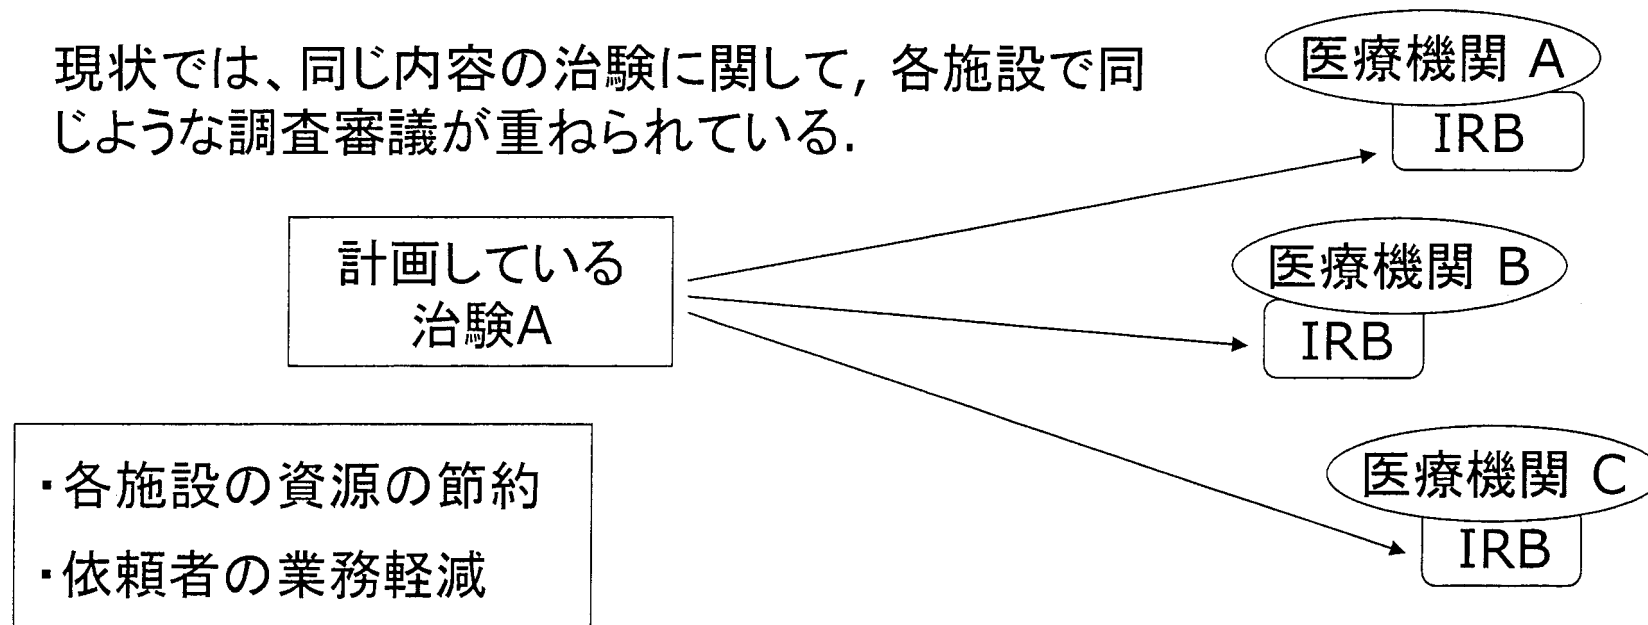 現状では、同じ内容の治験に関して, 各施設で同
じような調査審議が重ねられている.
計画している
治験A
医療機関 A
IRB
医療機関 B
IRB
医療機関 C
IRB
・各施設の資源の節約
・依頼者の業務軽減